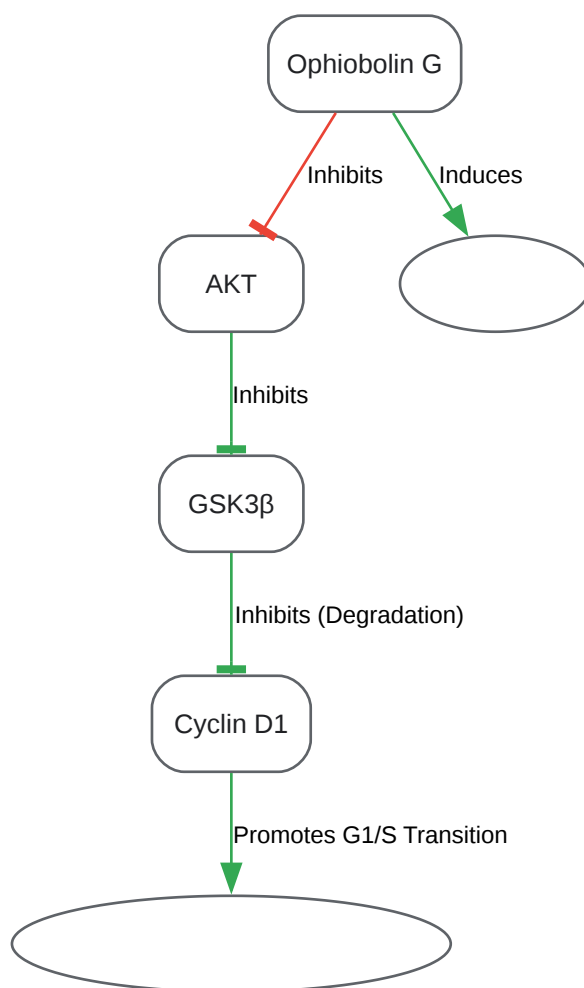 Ophiobolin G
Inhibits
Induces
AKT
Inhibits
GSK3β
Inhibits (Degradation)
Cyclin D1
Promotes G1/S Transition